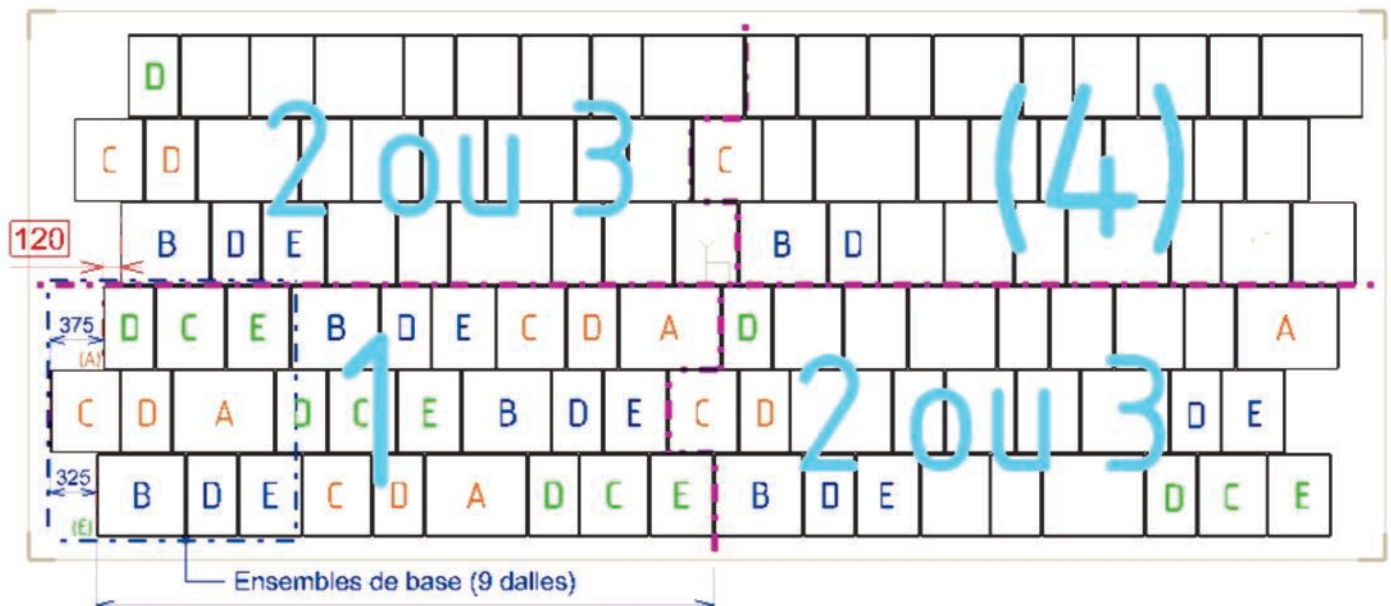 D
C D C
2 ou 3 (4)
120
B D E B D
375
(A)
D C E B D E C D A D A
1 2 ou 3
C D A D C E B D E C D D E
325
(E)
B D E C D A D C E B D E D C E
Ensembles de base (9 dalles)